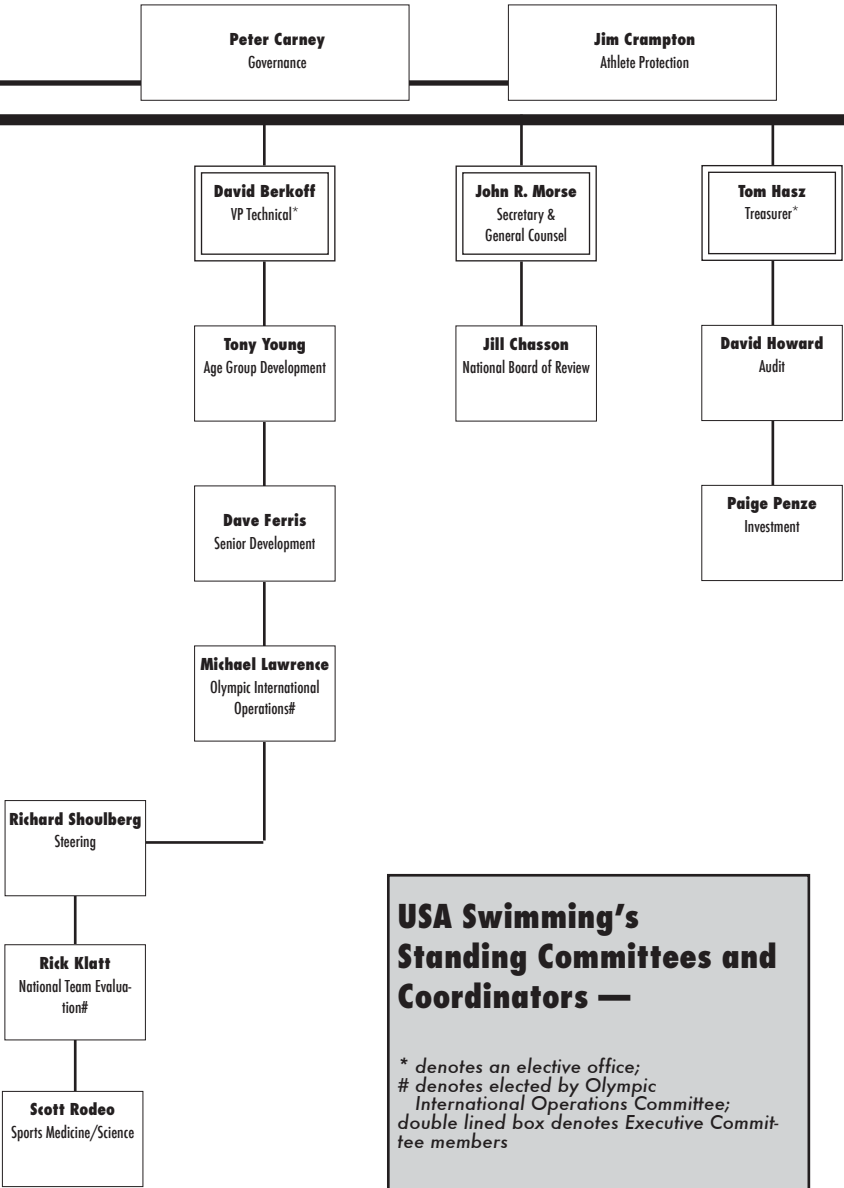 Peter Carney
Governance
Jim Crampton
Athlete Protection
David Berkoff
VP Technical*
John R. Morse
Secretary &
General Counsel
Tom Hasz
Treasurer*
Tony Young
Age Group Development
Jill Chasson
National Board of Review
David Howard
Audit
Dave Ferris
Senior Development
Paige Penze
Investment
Michael Lawrence
Olympic International
Operations#
Richard Shoulberg
Steering
Rick Klatt
National Team Evalua-
tion#
Scott Rodeo
Sports Medicine/Science
USA Swimming's
Standing Committees and
Coordinators —
* denotes an elective office;
# denotes elected by Olympic
International Operations Committee;
double lined box denotes Executive Commit-
tee members